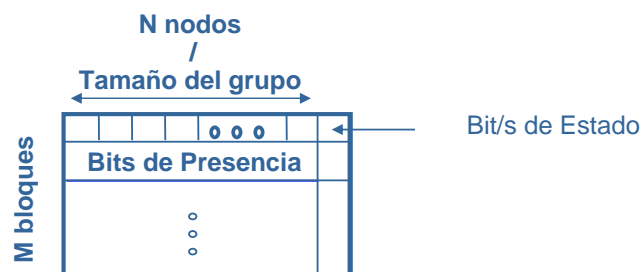 N nodos
/
Tamaño del grupo
Bit/s de Estado
Bits de Presencia
M bloques